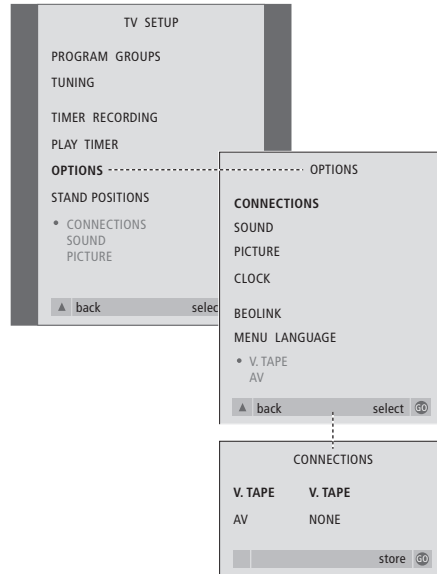 TV SETUP
PROGRAM GROUPS
TUNING
TIMER RECORDING
PLAY TIMER
OPTIONS
STAND POSITIONS
• CONNECTIONS
SOUND
PICTURE
▲ back selec
OPTIONS
CONNECTIONS
SOUND
PICTURE
CLOCK
BEOLINK
MENU LANGUAGE
• V. TAPE
AV
▲ back select GO
CONNECTIONS
V. TAPE V. TAPE
AV NONE
store GO